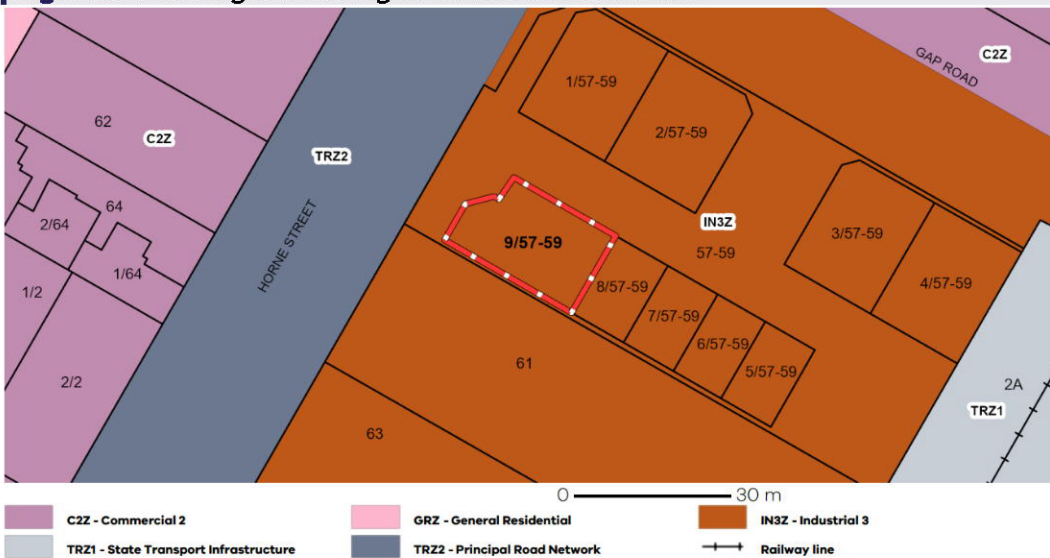 C2Z
GAP ROAD
1/57-59
2/57-59
62
C2Z
TRZ2
64
2/64
1/64
HORNE STREET
IN3Z
57-59
3/57-59
9/57-59
4/57-59
8/57-59
7/57-59
6/57-59
5/57-59
1/2
2/2
61
63
2A
TRZ1
0 30 m
C2Z - Commercial 2
GRZ - General Residential
IN3Z - Industrial 3
TRZ1 - State Transport Infrastructure
TRZ2 - Principal Road Network
Railway line